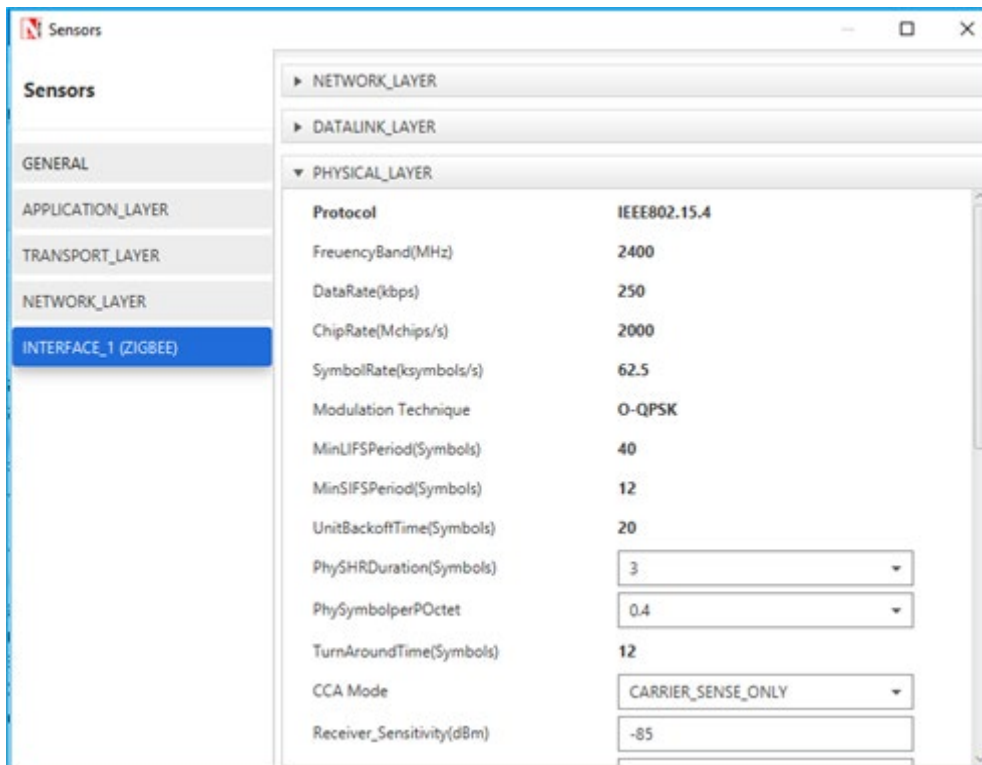 Sensors
Sensors
GENERAL
APPLICATION_LAYER
TRANSPORT_LAYER
NETWORK_LAYER
INTERFACE_1 (ZIGBEE)
NETWORK_LAYER
DATALINK_LAYER
PHYSICAL_LAYER
Protocol IEEE802.15.4
FreuencyBand(MHz) 2400
DataRate(kbps) 250
ChipRate(Mchips/s) 2000
SymbolRate(ksymbols/s) 62.5
Modulation Technique O-QPSK
MinLIFSPeriod(Symbols) 40
MinSIFSPeriod(Symbols) 12
UnitBackoffTime(Symbols) 20
PhySHRDuration(Symbols) 3
PhySymbolperPOctet 0.4
TurnAroundTime(Symbols) 12
CCA Mode CARRIER_SENSE_ONLY
Receiver_Sensitivity(dBm) -85